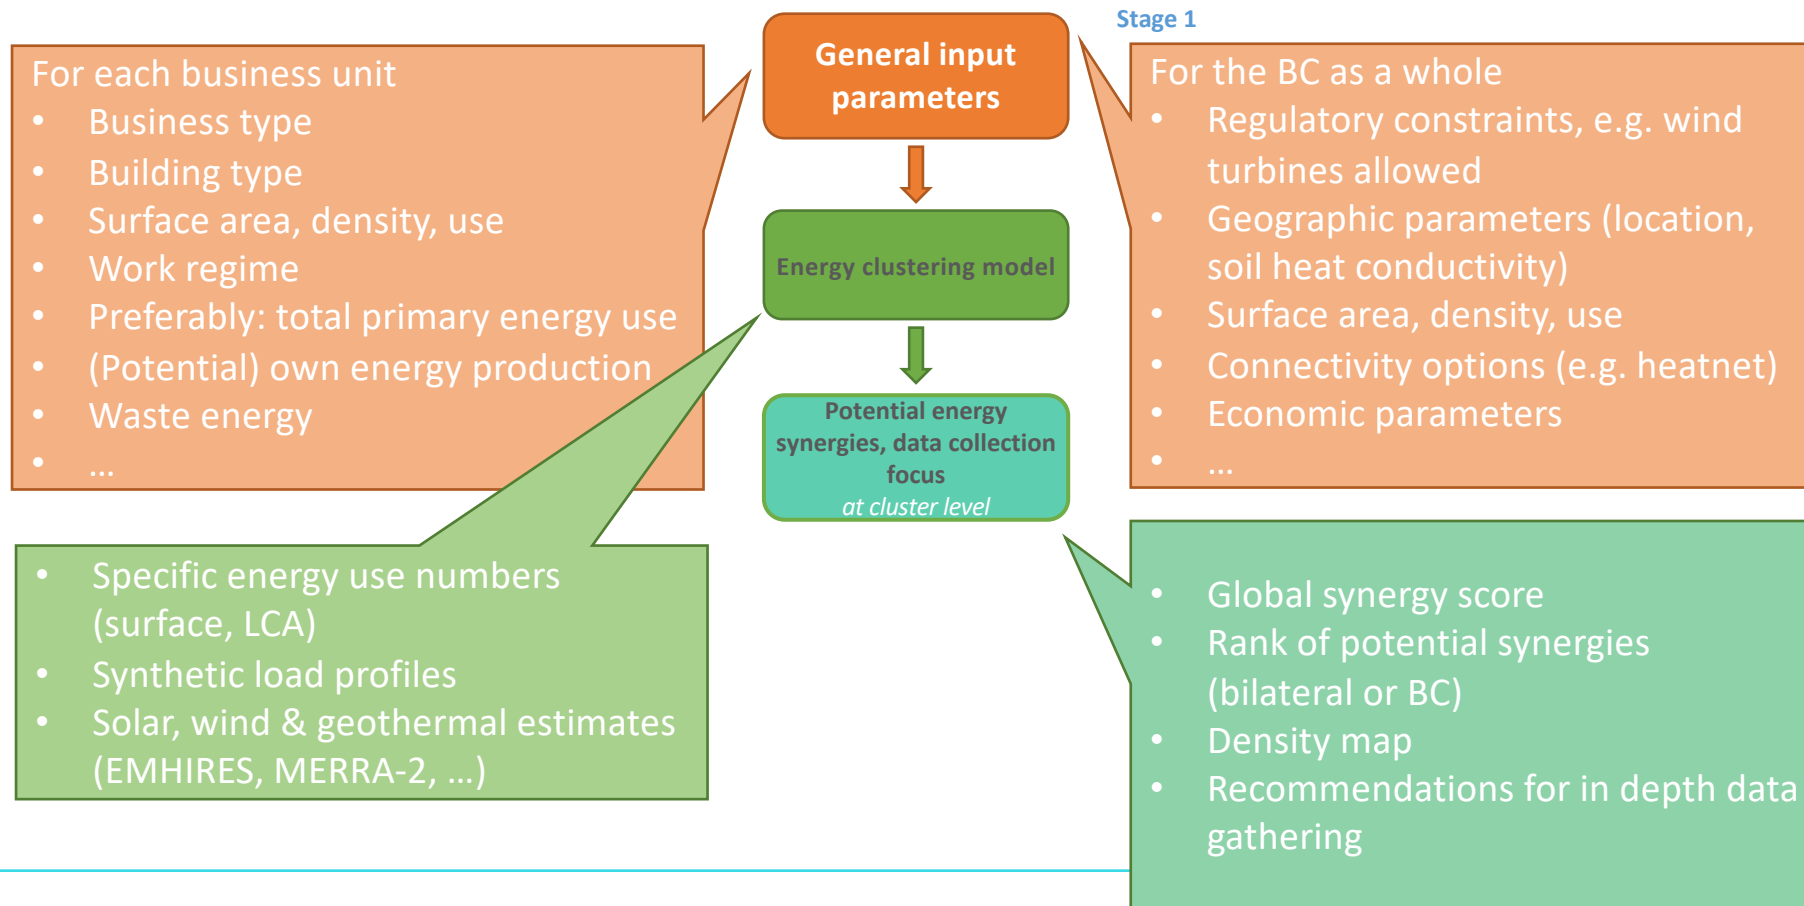 Stage 1
General input
parameters
For each business unit
• Business type
• Building type
• Surface area, density, use
• Work regime
• Preferably: total primary energy use
• (Potential) own energy production
• Waste energy
• ...
For the BC as a whole
• Regulatory constraints, e.g. wind
turbines allowed
• Geographic parameters (location,
soil heat conductivity)
• Surface area, density, use
• Connectivity options (e.g. heatnet)
• Economic parameters
• ...
Energy clustering model
Potential energy
synergies, data collection
focus
at cluster level
• Specific energy use numbers
(surface, LCA)
• Synthetic load profiles
• Solar, wind & geothermal estimates
(EMHIRES, MERRA-2, ...)
• Global synergy score
• Rank of potential synergies
(bilateral or BC)
• Density map
• Recommendations for in depth data
gathering